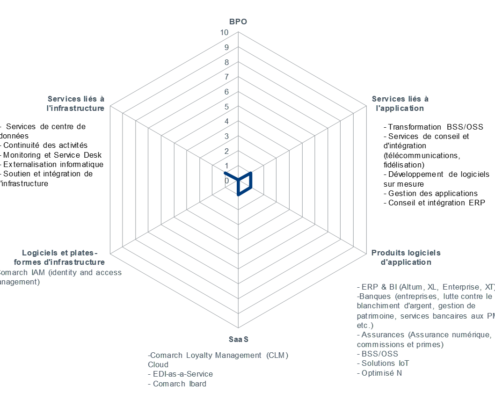 BPO
10
9
8
7
6
5
4
3
2
1
0
Services liés à
l'infrastructure
- Services de centre de
données
- Continuité des activités
- Monitoring et Service Desk
- Externalisation informatique
- Soutien et intégration de
l'infrastructure
Services liés à
l'application
- Transformation BSS/OSS
- Services de conseil et
d'intégration
(télécommunications,
fidélisation)
- Développement de logiciels
sur mesure
- Gestion des applications
- Conseil et intégration ERP
Logiciels et plates-
formes d'infrastructure
Comarch IAM (identity and access
management)
Produits logiciels
d'application
- ERP & BI (Altum, XL, Enterprise, XT)
-Banques (entreprises, lutte contre le
blanchiment d'argent, gestion de
patrimoine, services bancaires aux PM
etc.)
- Assurances (Assurance numérique,
commissions et primes)
- BSS/OSS
- Solutions IoT
- Optimisé N
SaaS
-Comarch Loyalty Management (CLM)
Cloud
- EDI-as-a-Service
- Comarch Ibard